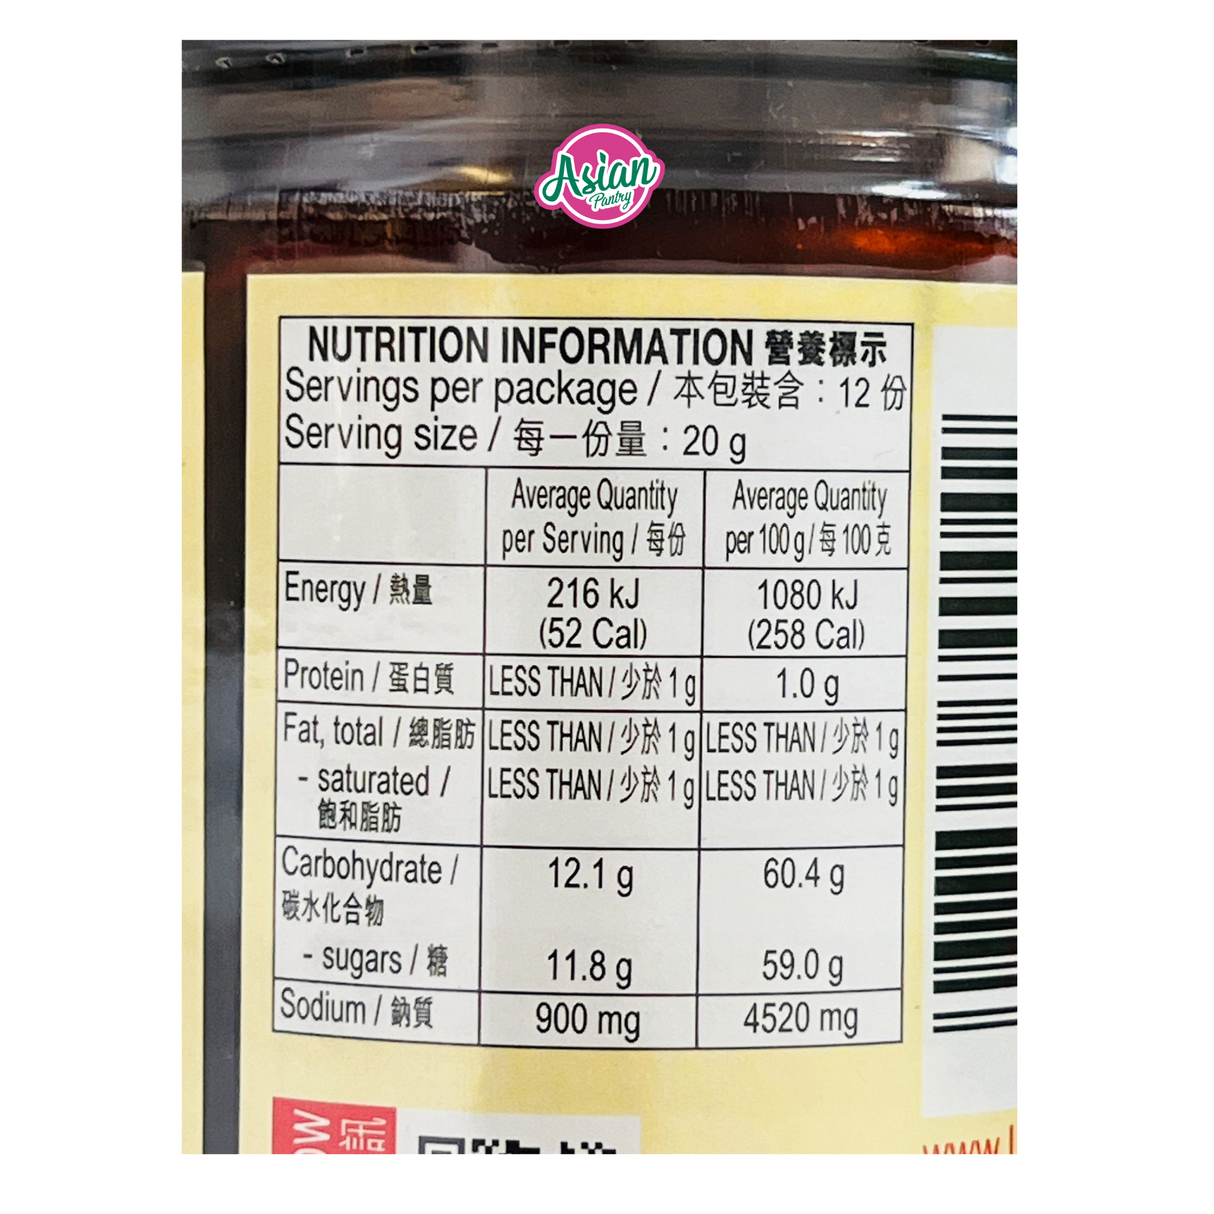 Asian
Pantry
NUTRITION INFORMATION 營養標示
Servings per package / 本包裝含：12 份
Serving size / 每一份量：20 g
Average Quantity per Serving / 每份
Average Quantity per 100 g / 每 100 克
Energy / 熱量 216 kJ (52 Cal) 1080 kJ (258 Cal)
Protein / 蛋白質 LESS THAN / 少於 1 g 1.0 g
Fat, total / 總脂肪 LESS THAN / 少於 1 g LESS THAN / 少於 1 g
- saturated / LESS THAN / 少於 1 g LESS THAN / 少於 1 g
飽和脂肪
Carbohydrate / 12.1 g 60.4 g
碳水化合物
- sugars / 糖 11.8 g 59.0 g
Sodium / 鈉質 900 mg 4520 mg
www.